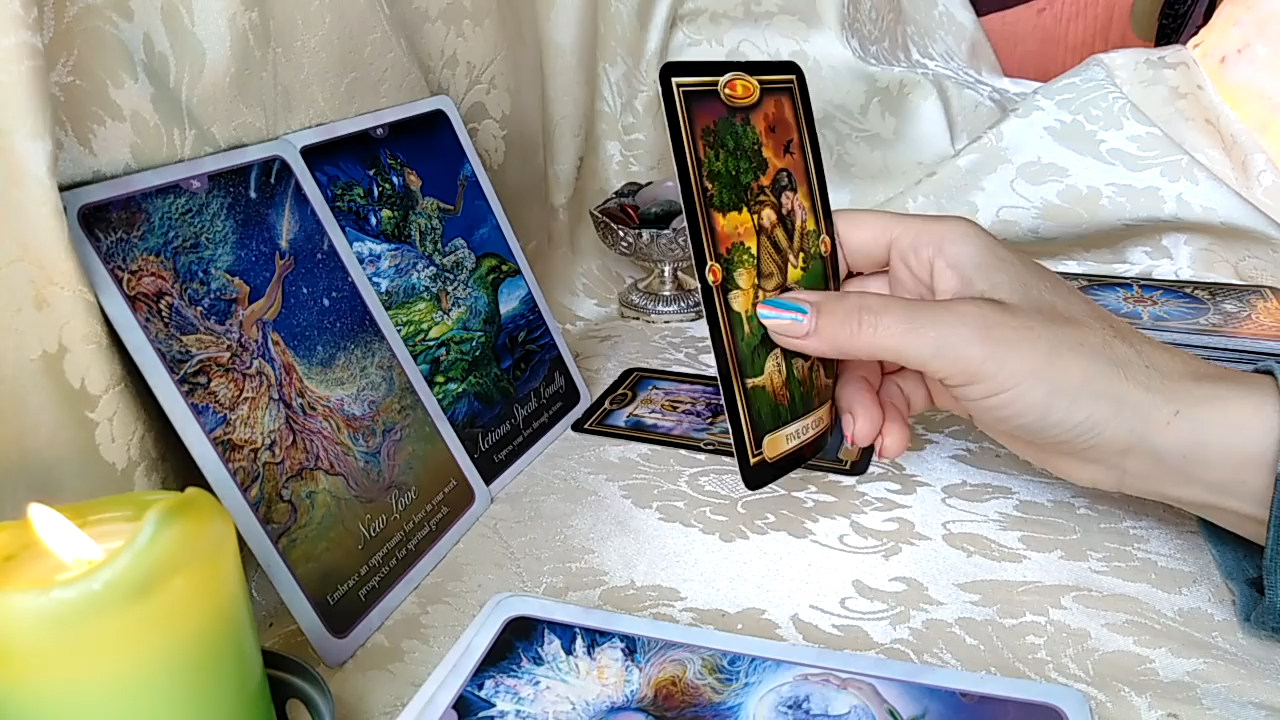 New Love
Embrace an opportunity for love in your work
prospects or for spiritual growth.
Actions Speak Loudly
Express your love through actions.
FIVE OF CUPS